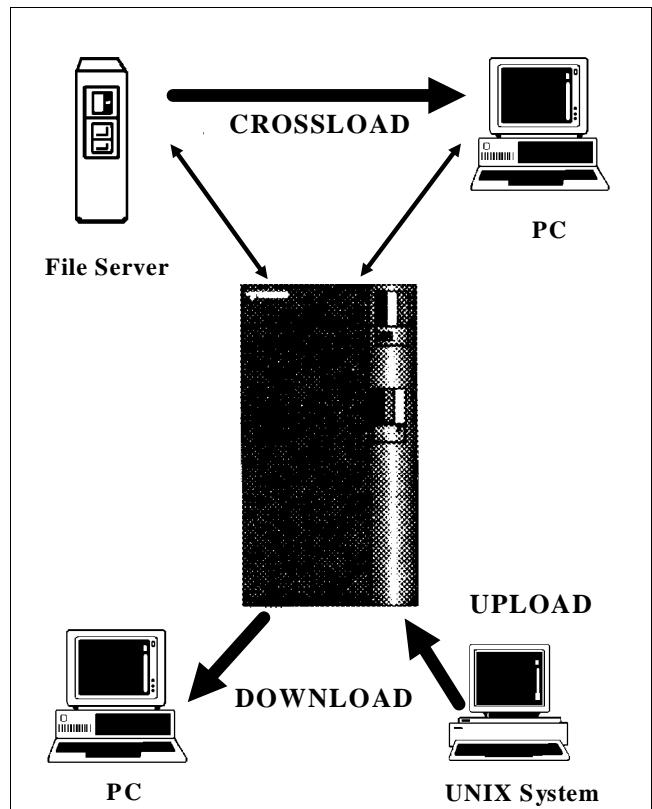 CROSSLOAD
File Server
PC
UPLOAD
DOWNLOAD
PC
UNIX System